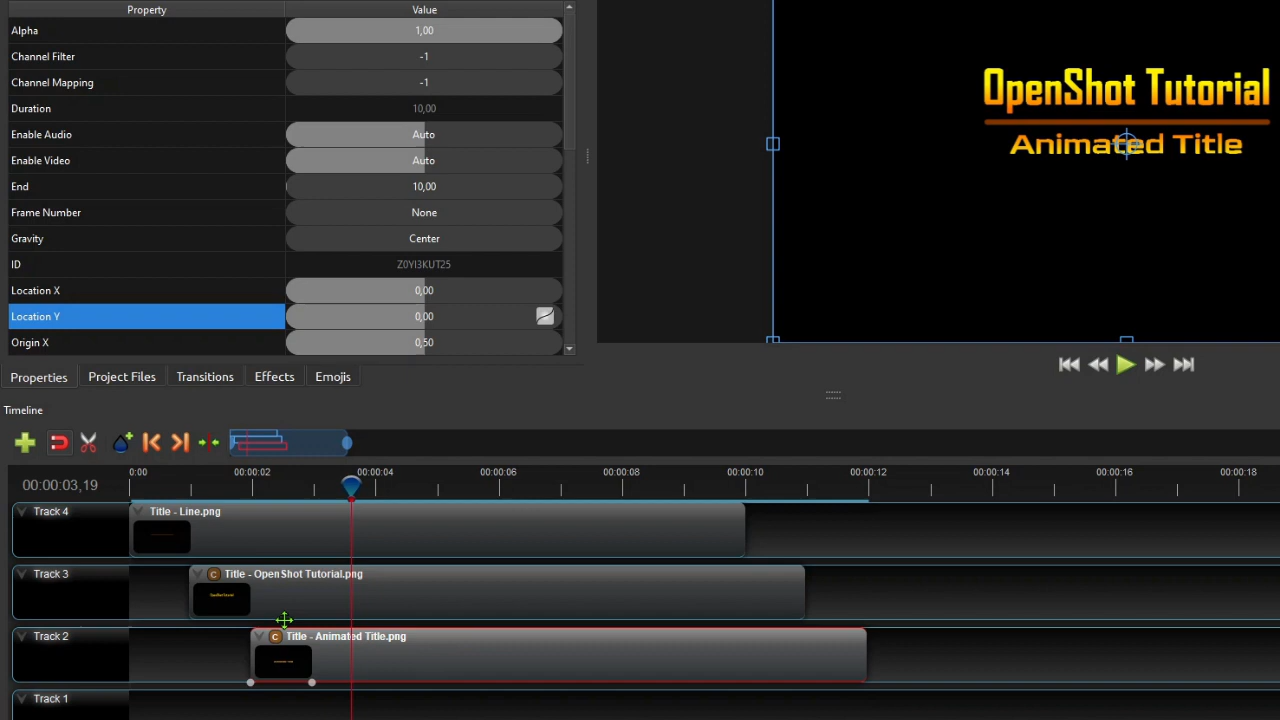 Property Value
Alpha 1,00
Channel Filter -1
Channel Mapping -1
Duration 10,00
Enable Audio Auto
Enable Video Auto
End 10,00
Frame Number None
Gravity Center
ID Z0YI3KUT25
Location X 0,00
Location Y 0,00
Origin X 0,50
OpenShot Tutorial
Animated Title
Properties Project Files Transitions Effects Emojis
Timeline
0:00 00:00:02 00:00:04 00:00:06 00:00:08 00:00:10 00:00:12 00:00:14 00:00:16 00:00:18
00:00:03,19
Track 4 Title - Line.png
Track 3 C Title - OpenShot Tutorial.png
OpenShot Tutorial
Track 2 C Title - Animated Title.png
Track 1